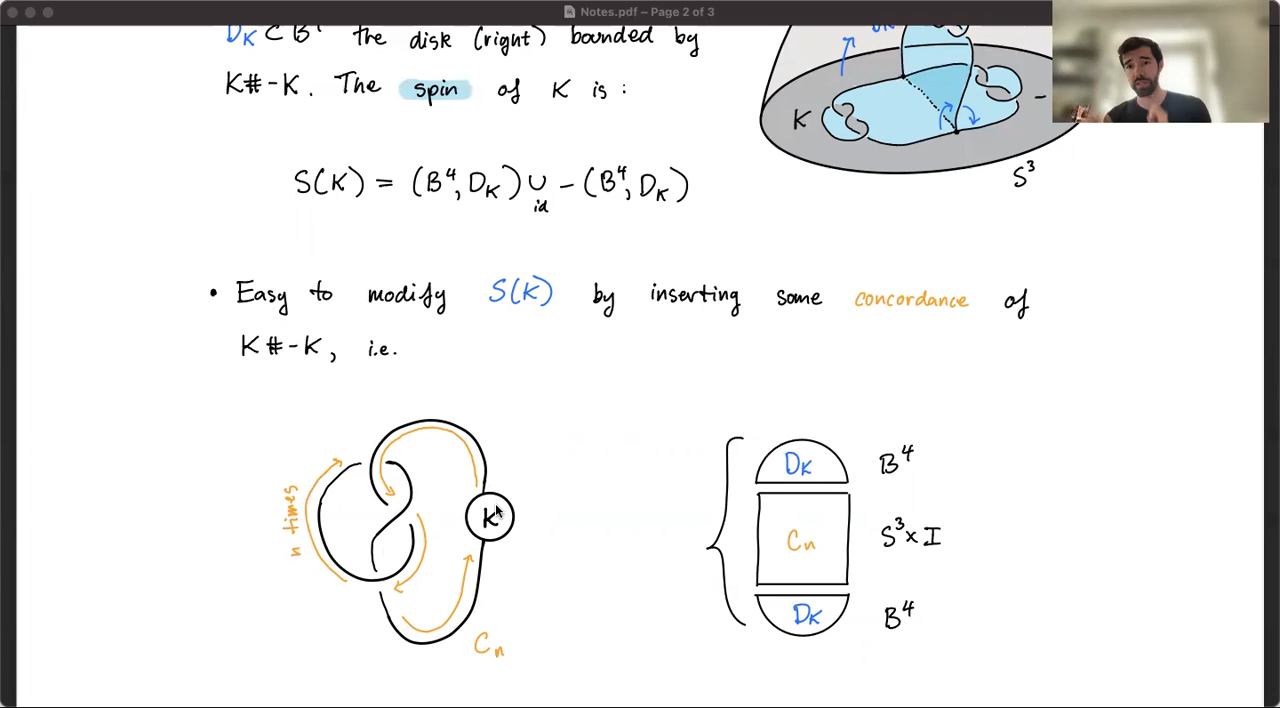 Notes.pdf – Page 2 of 3
D_K ⊂ B⁴ the disk (right) bounded by
K#-K. The spin of K is:
K
S³
S(K) = (B⁴, D_K) ∪_id -(B⁴, D_K)
• Easy to modify S(K) by inserting some concordance of
K#-K, i.e.
n times
K
C_n
D_K B⁴
C_n S³×I
D_K B⁴